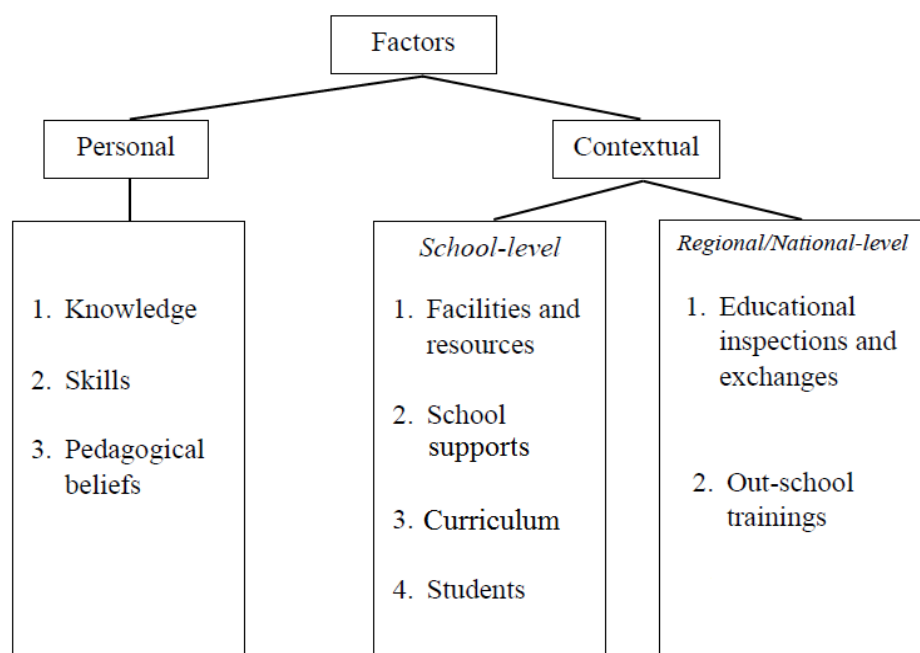 Factors
Personal
Contextual
1. Knowledge
2. Skills
3. Pedagogical
beliefs
School-level
1. Facilities and
resources
2. School
supports
3. Curriculum
4. Students
Regional/National-level
1. Educational
inspections and
exchanges
2. Out-school
trainings